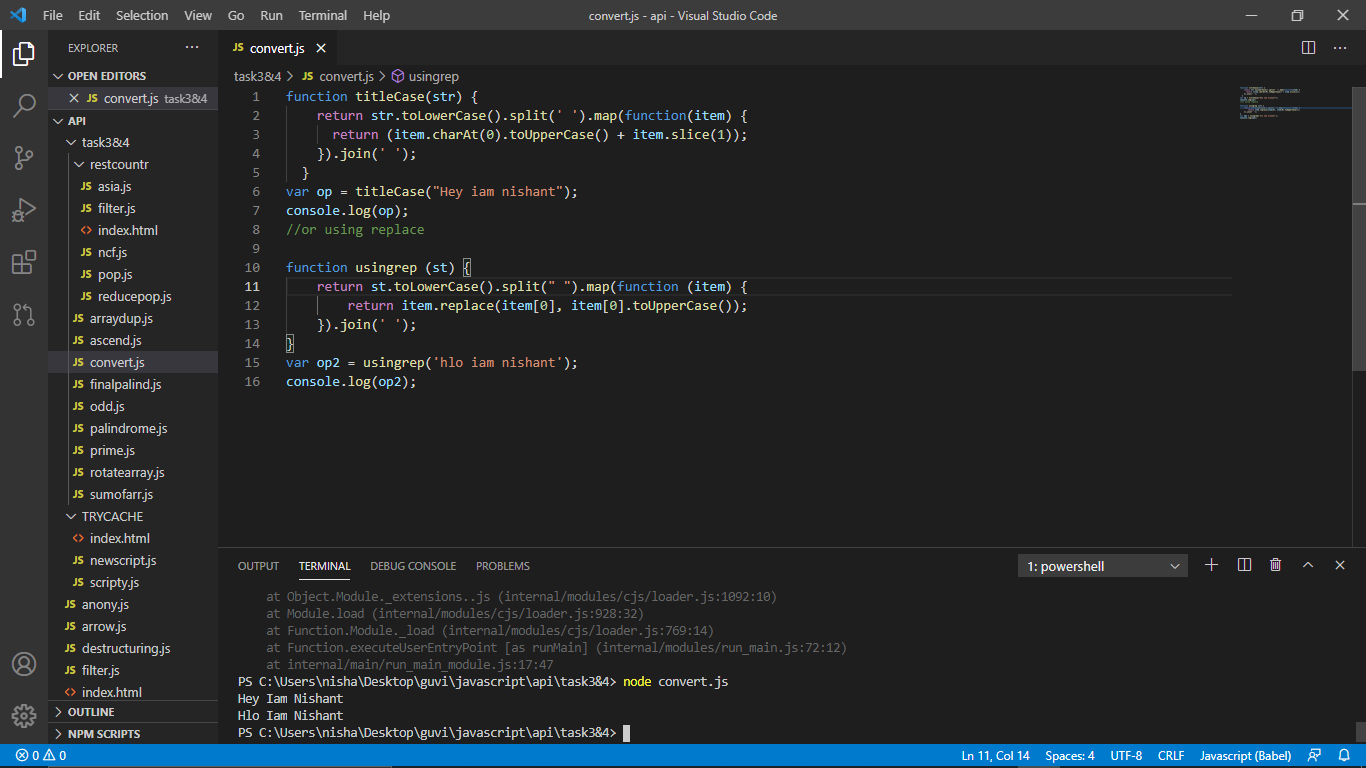 File Edit Selection View Go Run Terminal Help convert.js - api - Visual Studio Code
EXPLORER
OPEN EDITORS
JS convert.js task3&4
API
task3&4
restcountr
JS asia.js
JS filter.js
<> index.html
JS ncf.js
JS pop.js
JS reducepop.js
JS arraydup.js
JS ascend.js
JS convert.js
JS finalpalind.js
JS odd.js
JS palindrome.js
JS prime.js
JS rotatearray.js
JS sumofarr.js
TRYCACHE
<> index.html
JS newscript.js
JS scripty.js
JS anony.js
JS arrow.js
JS destructuring.js
JS filter.js
<> index.html
OUTLINE
NPM SCRIPTS
JS convert.js
task3&4 > JS convert.js > usingrep
1 function titleCase(str) {
2 return str.toLowerCase().split(' ').map(function(item) {
3 return (item.charAt(0).toUpperCase() + item.slice(1));
4 }).join(' ');
5 }
6 var op = titleCase("Hey iam nishant");
7 console.log(op);
8 //or using replace
9
10 function usingrep (st) {
11 return st.toLowerCase().split(" ").map(function (item) {
12 return item.replace(item[0], item[0].toUpperCase());
13 }).join(' ');
14 }
15 var op2 = usingrep('hlo iam nishant');
16 console.log(op2);
OUTPUT TERMINAL DEBUG CONSOLE PROBLEMS 1: powershell
at Object.Module._extensions..js (internal/modules/cjs/loader.js:1092:10)
at Module.load (internal/modules/cjs/loader.js:928:32)
at Function.Module._load (internal/modules/cjs/loader.js:769:14)
at Function.executeUserEntryPoint [as runMain] (internal/modules/run_main.js:72:12)
at internal/main/run_main_module.js:17:47
PS C:\Users\nisha\Desktop\guvi\javascript\api\task3&4> node convert.js
Hey Iam Nishant
Hlo Iam Nishant
PS C:\Users\nisha\Desktop\guvi\javascript\api\task3&4>
0 0 Ln 11, Col 14 Spaces: 4 UTF-8 CRLF Javascript (Babel)